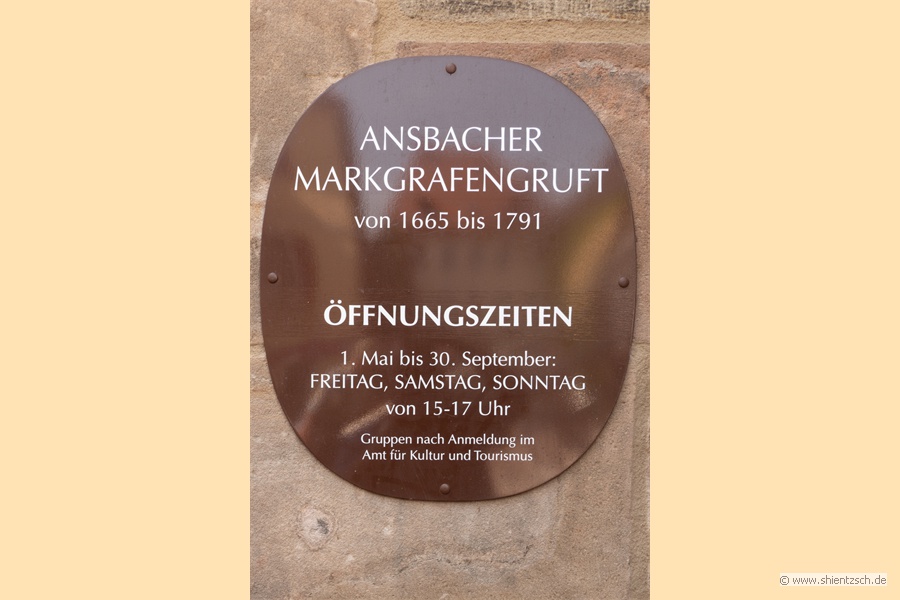 ANSBACHER
MARKGRAFENGRUFT
von 1665 bis 1791
ÖFFNUNGSZEITEN
1. Mai bis 30. September:
FREITAG, SAMSTAG, SONNTAG
von 15-17 Uhr
Gruppen nach Anmeldung im
Amt für Kultur und Tourismus
© www.shientzsch.de